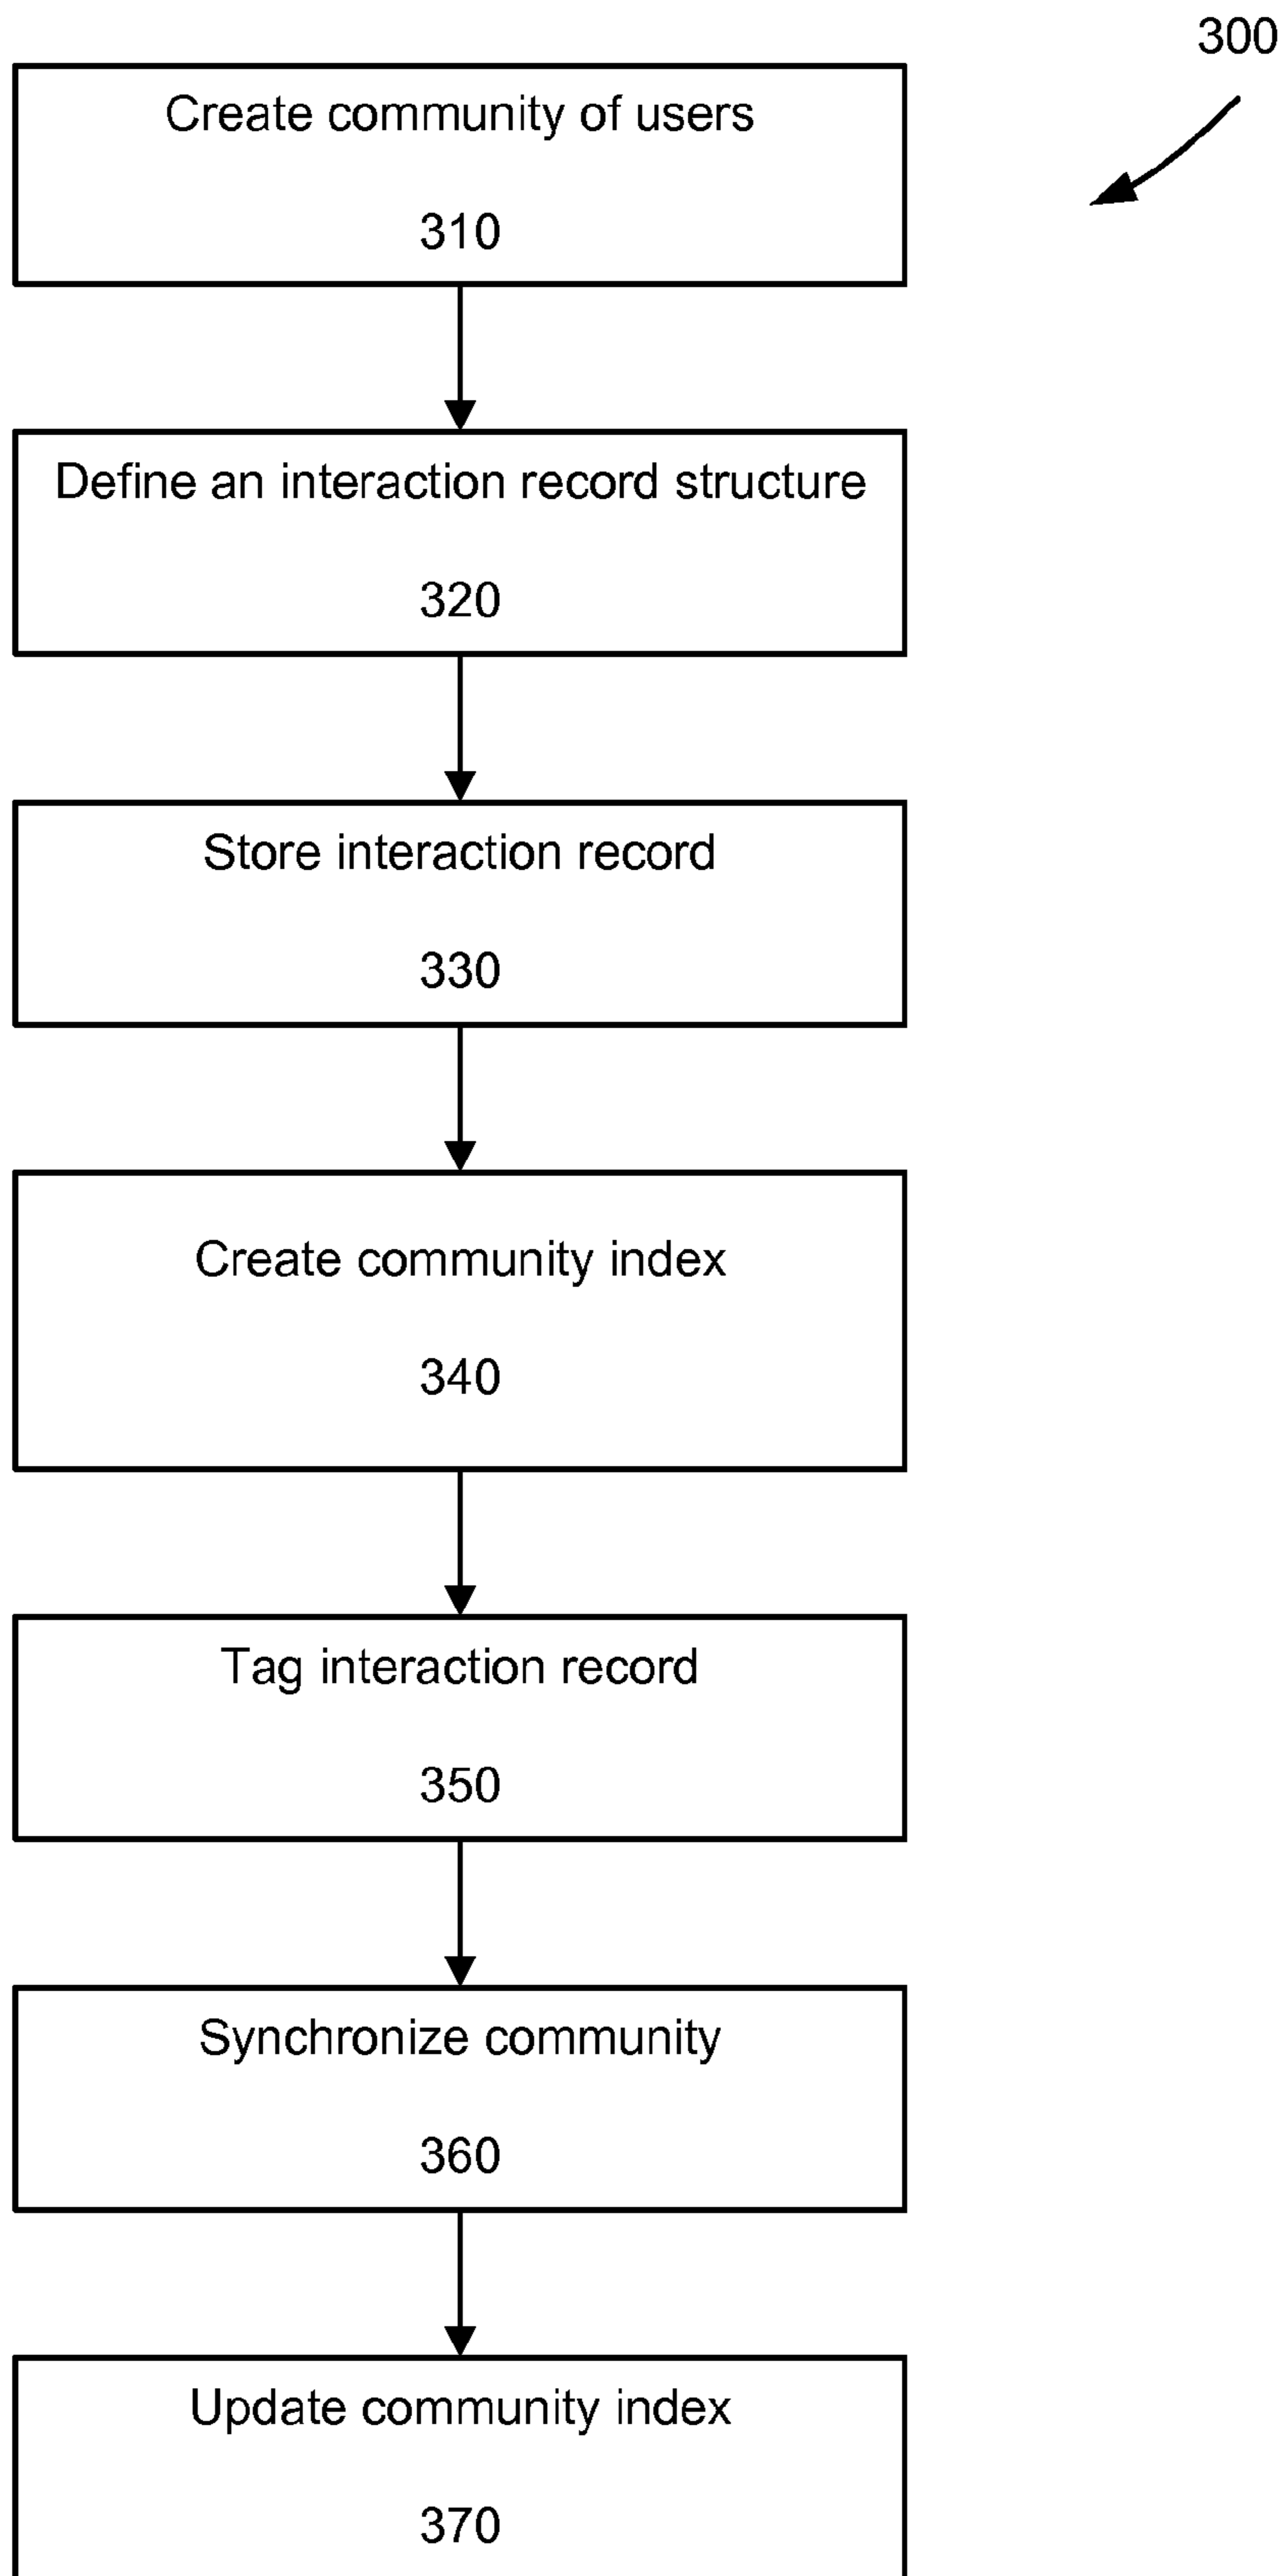 300
Create community of users
310
Define an interaction record structure
320
Store interaction record
330
Create community index
340
Tag interaction record
350
Synchronize community
360
Update community index
370